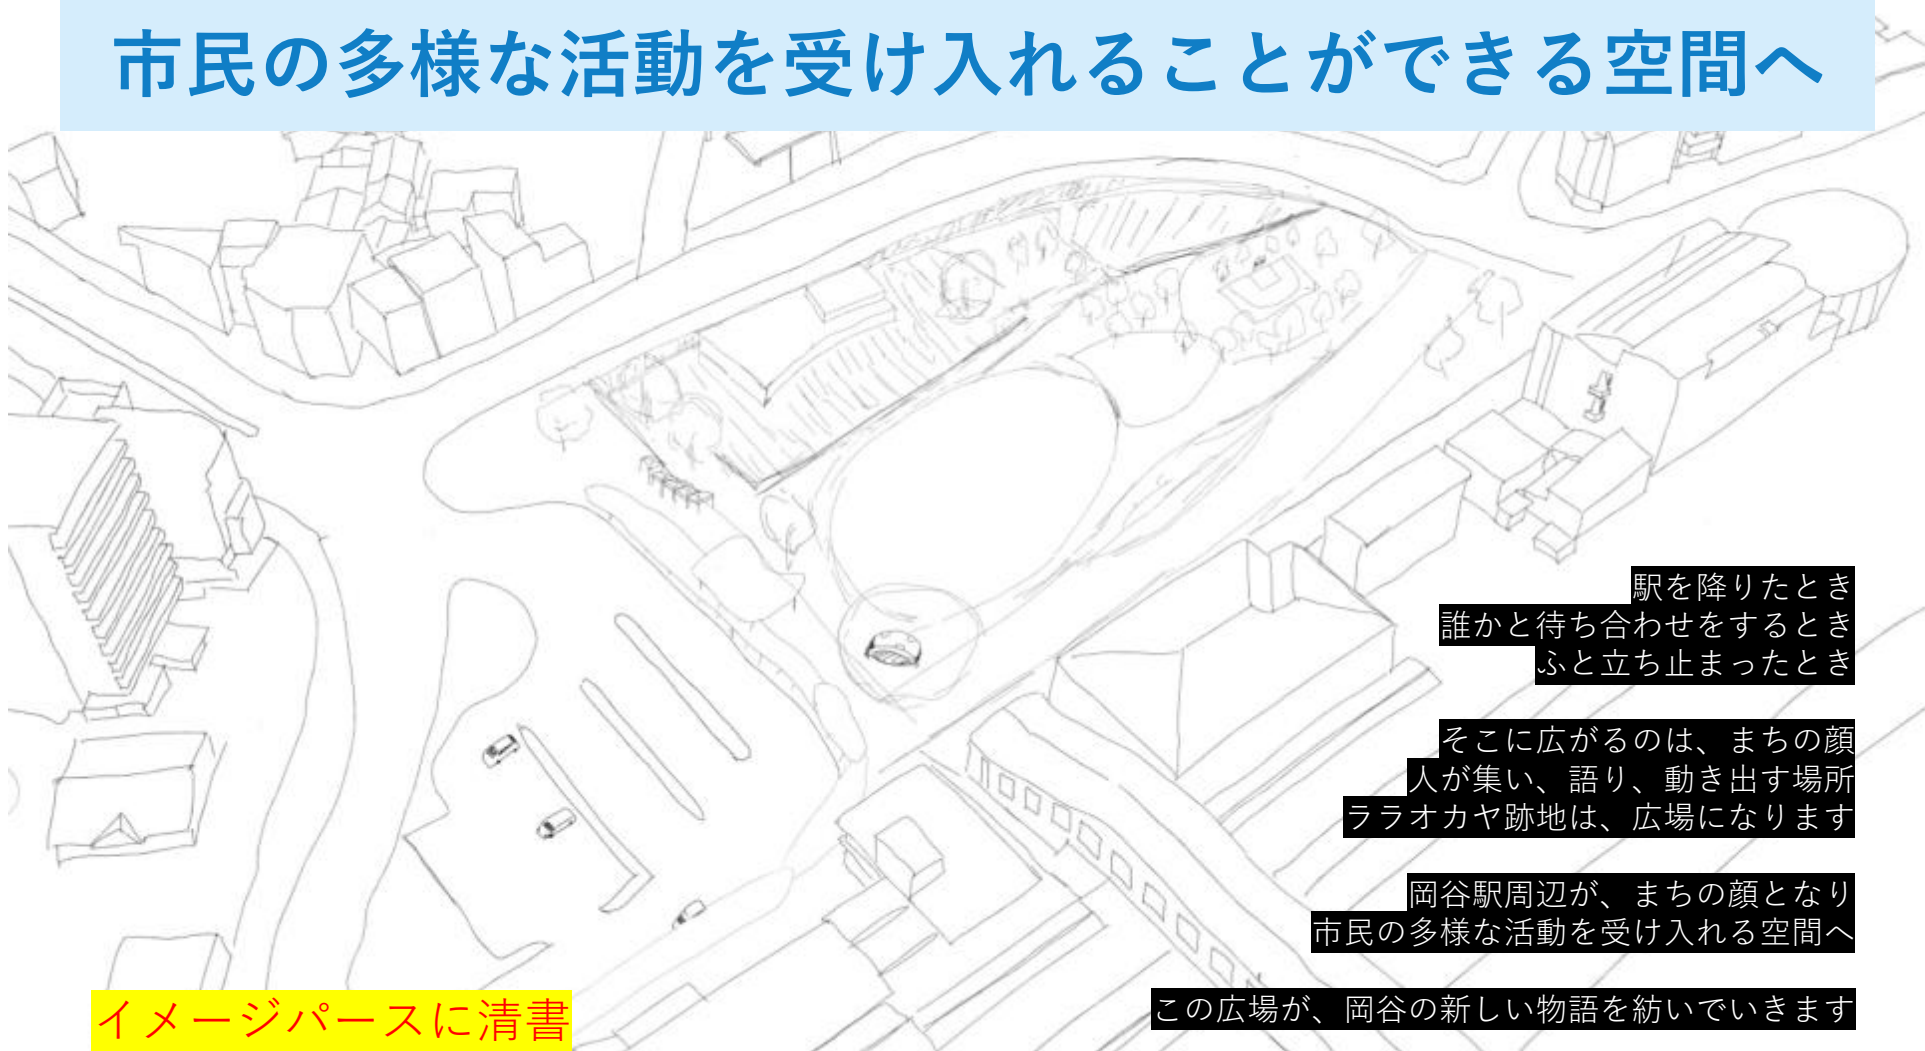 市民の多様な活動を受け入れることができる空間へ
駅を降りたとき
誰かと待ち合わせをするとき
ふと立ち止まったとき
そこに広がるのは、まちの顔
人が集い、語り、動き出す場所
ララオカヤ跡地は、広場になります
岡谷駅周辺が、まちの顔となり
市民の多様な活動を受け入れる空間へ
この広場が、岡谷の新しい物語を紡いでいきます
イメージパースに清書